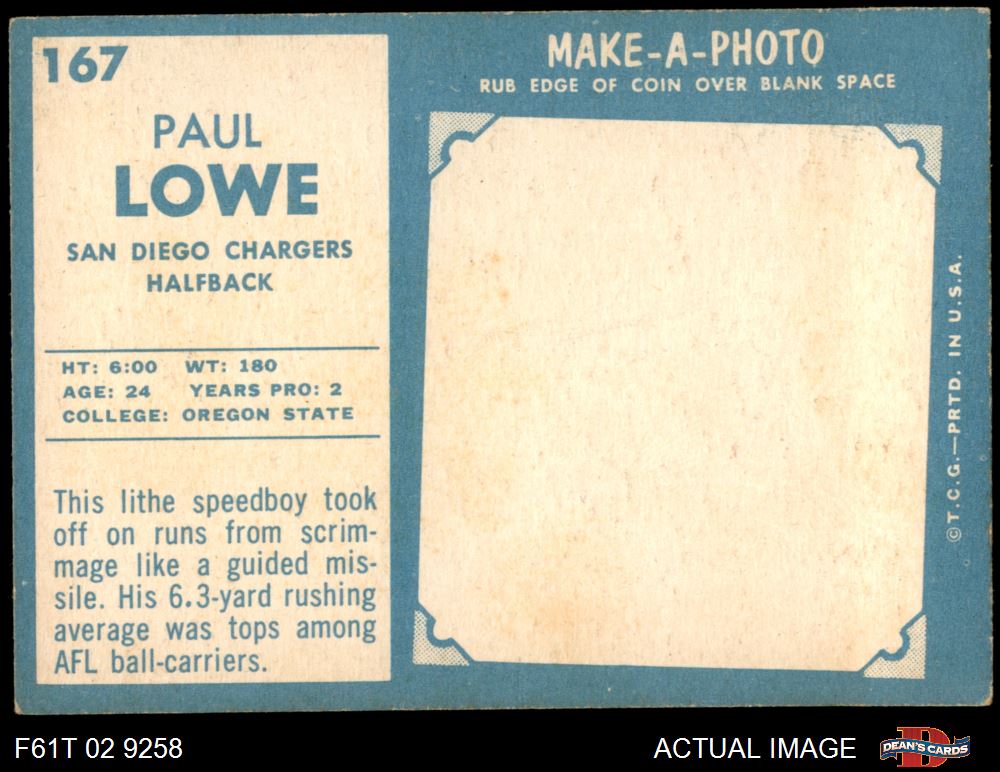 167
PAUL
LOWE
SAN DIEGO CHARGERS
HALFBACK
HT: 6:00 WT: 180
AGE: 24 YEARS PRO: 2
COLLEGE: OREGON STATE
This lithe speedboy took
off on runs from scrim-
mage like a guided mis-
sile. His 6.3-yard rushing
average was tops among
AFL ball-carriers.
MAKE-A-PHOTO
RUB EDGE OF COIN OVER BLANK SPACE
©T.C.G.—PRTD. IN U.S.A.
F61T 02 9258
ACTUAL IMAGE
D
DEAN'S CARDS